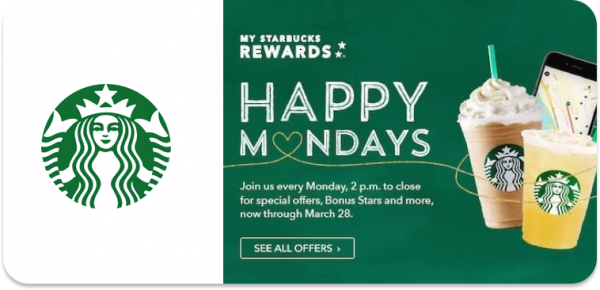 MY STARBUCKS
REWARDS
HAPPY
MONDAYS
Join us every Monday, 2 p.m. to close
for special offers, Bonus Stars and more,
now through March 28.
SEE ALL OFFERS ›